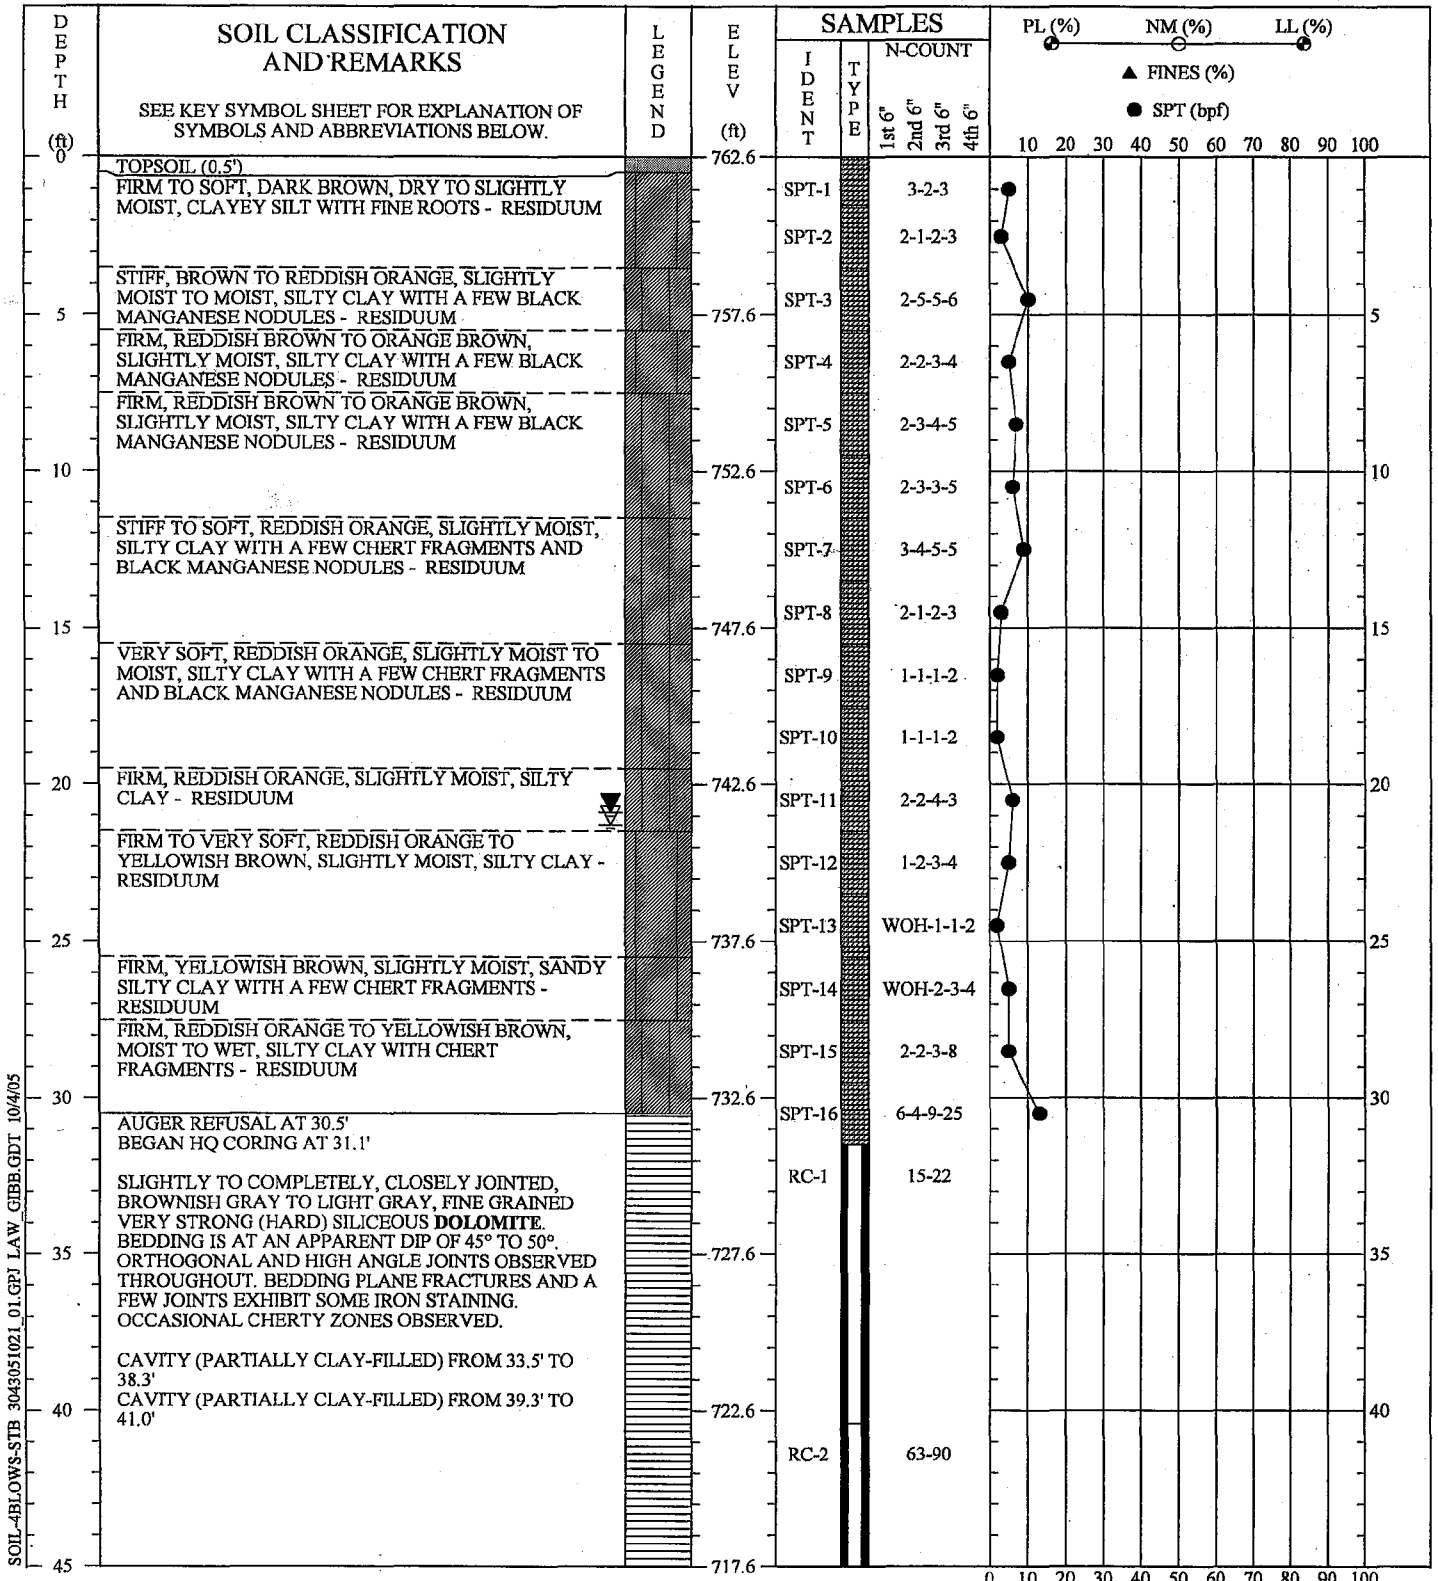 DEPTH
(ft)
SOIL CLASSIFICATION
AND REMARKS
SEE KEY SYMBOL SHEET FOR EXPLANATION OF
SYMBOLS AND ABBREVIATIONS BELOW.
LEGEND
ELEV
(ft)
SAMPLES
IDENT
TYPE
N-COUNT
1st 6"
2nd 6"
3rd 6"
4th 6"
PL (%) NM (%) LL (%)
▲ FINES (%)
● SPT (bpf)
10 20 30 40 50 60 70 80 90 100
0
762.6
TOPSOIL (0.5')
FIRM TO SOFT, DARK BROWN, DRY TO SLIGHTLY
MOIST, CLAYEY SILT WITH FINE ROOTS - RESIDUUM
SPT-1 3-2-3
SPT-2 2-1-2-3
STIFF, BROWN TO REDDISH ORANGE, SLIGHTLY
MOIST TO MOIST, SILTY CLAY WITH A FEW BLACK
MANGANESE NODULES - RESIDUUM
SPT-3 2-5-5-6
5 757.6 5
FIRM, REDDISH BROWN TO ORANGE BROWN,
SLIGHTLY MOIST, SILTY CLAY WITH A FEW BLACK
MANGANESE NODULES - RESIDUUM
SPT-4 2-2-3-4
FIRM, REDDISH BROWN TO ORANGE BROWN,
SLIGHTLY MOIST, SILTY CLAY WITH A FEW BLACK
MANGANESE NODULES - RESIDUUM
SPT-5 2-3-4-5
10 752.6 10
SPT-6 2-3-3-5
STIFF TO SOFT, REDDISH ORANGE, SLIGHTLY MOIST,
SILTY CLAY WITH A FEW CHERT FRAGMENTS AND
BLACK MANGANESE NODULES - RESIDUUM
SPT-7 3-4-5-5
SPT-8 2-1-2-3
15 747.6 15
VERY SOFT, REDDISH ORANGE, SLIGHTLY MOIST TO
MOIST, SILTY CLAY WITH A FEW CHERT FRAGMENTS
AND BLACK MANGANESE NODULES - RESIDUUM
SPT-9 1-1-1-2
SPT-10 1-1-1-2
FIRM, REDDISH ORANGE, SLIGHTLY MOIST, SILTY
CLAY - RESIDUUM
20 742.6 20
SPT-11 2-2-4-3
FIRM TO VERY SOFT, REDDISH ORANGE TO
YELLOWISH BROWN, SLIGHTLY MOIST, SILTY CLAY -
RESIDUUM
SPT-12 1-2-3-4
SPT-13 WOH-1-1-2
25 737.6 25
FIRM, YELLOWISH BROWN, SLIGHTLY MOIST, SANDY
SILTY CLAY WITH A FEW CHERT FRAGMENTS -
RESIDUUM
SPT-14 WOH-2-3-4
FIRM, REDDISH ORANGE TO YELLOWISH BROWN,
MOIST TO WET, SILTY CLAY WITH CHERT
FRAGMENTS - RESIDUUM
SPT-15 2-2-3-8
30 732.6 30
SPT-16 6-4-9-25
AUGER REFUSAL AT 30.5'
BEGAN HQ CORING AT 31.1'
RC-1 15-22
SLIGHTLY TO COMPLETELY, CLOSELY JOINTED,
BROWNISH GRAY TO LIGHT GRAY, FINE GRAINED
VERY STRONG (HARD) SILICEOUS DOLOMITE.
BEDDING IS AT AN APPARENT DIP OF 45° TO 50°.
ORTHOGONAL AND HIGH ANGLE JOINTS OBSERVED
THROUGHOUT. BEDDING PLANE FRACTURES AND A
FEW JOINTS EXHIBIT SOME IRON STAINING.
OCCASIONAL CHERTY ZONES OBSERVED.
35 727.6 35
CAVITY (PARTIALLY CLAY-FILLED) FROM 33.5' TO
38.3'
CAVITY (PARTIALLY CLAY-FILLED) FROM 39.3' TO
41.0'
40 722.6 40
RC-2 63-90
45 717.6
0 10 20 30 40 50 60 70 80 90 100
SOIL-4BLOWS-STB 3043051021_01.GPJ LAW_GIBB.GDT 10/4/05